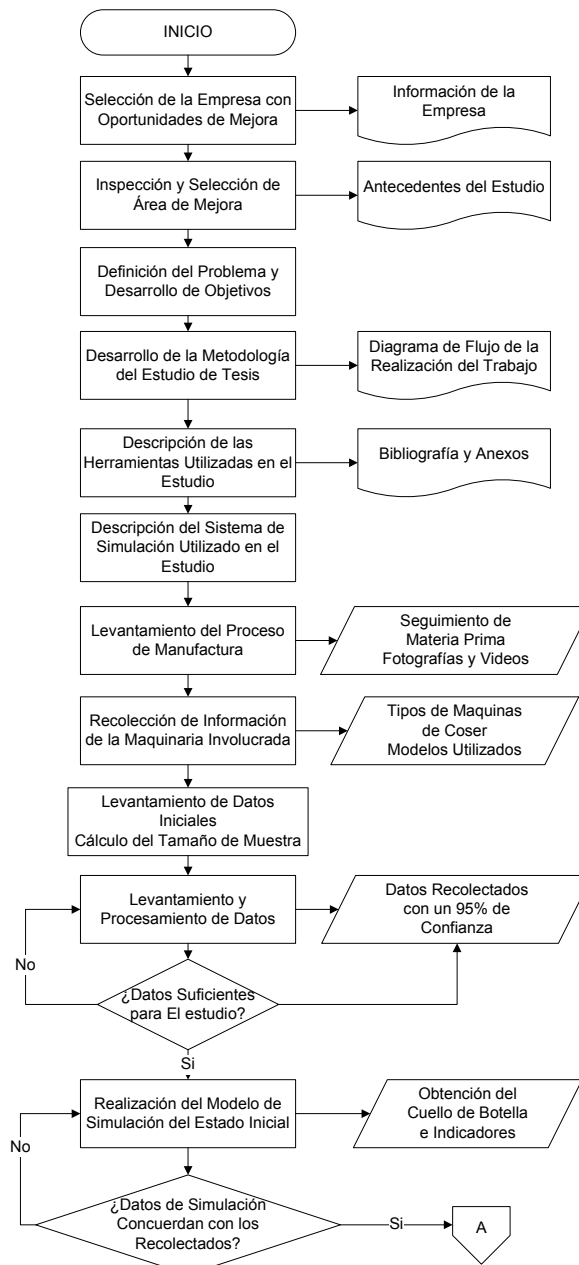 INICIO
Selección de la Empresa con
Oportunidades de Mejora
Información de la
Empresa
Inspección y Selección de
Área de Mejora
Antecedentes del Estudio
Definición del Problema y
Desarrollo de Objetivos
Desarrollo de la Metodología
del Estudio de Tesis
Diagrama de Flujo de la
Realización del Trabajo
Descripción de las
Herramientas Utilizadas en el
Estudio
Bibliografía y Anexos
Descripción del Sistema de
Simulación Utilizado en el
Estudio
Levantamiento del Proceso
de Manufactura
Seguimiento de
Materia Prima
Fotografías y Videos
Recolección de Información
de la Maquinaria Involucrada
Tipos de Maquinas
de Coser
Modelos Utilizados
Levantamiento de Datos
Iniciales
Cálculo del Tamaño de Muestra
Levantamiento y
Procesamiento de Datos
Datos Recolectados
con un 95% de
Confianza
No
¿Datos Suficientes
para El estudio?
Si
Realización del Modelo de
Simulación del Estado Inicial
Obtención del
Cuello de Botella
e Indicadores
No
¿Datos de Simulación
Concuerdan con los
Recolectados?
Si
A